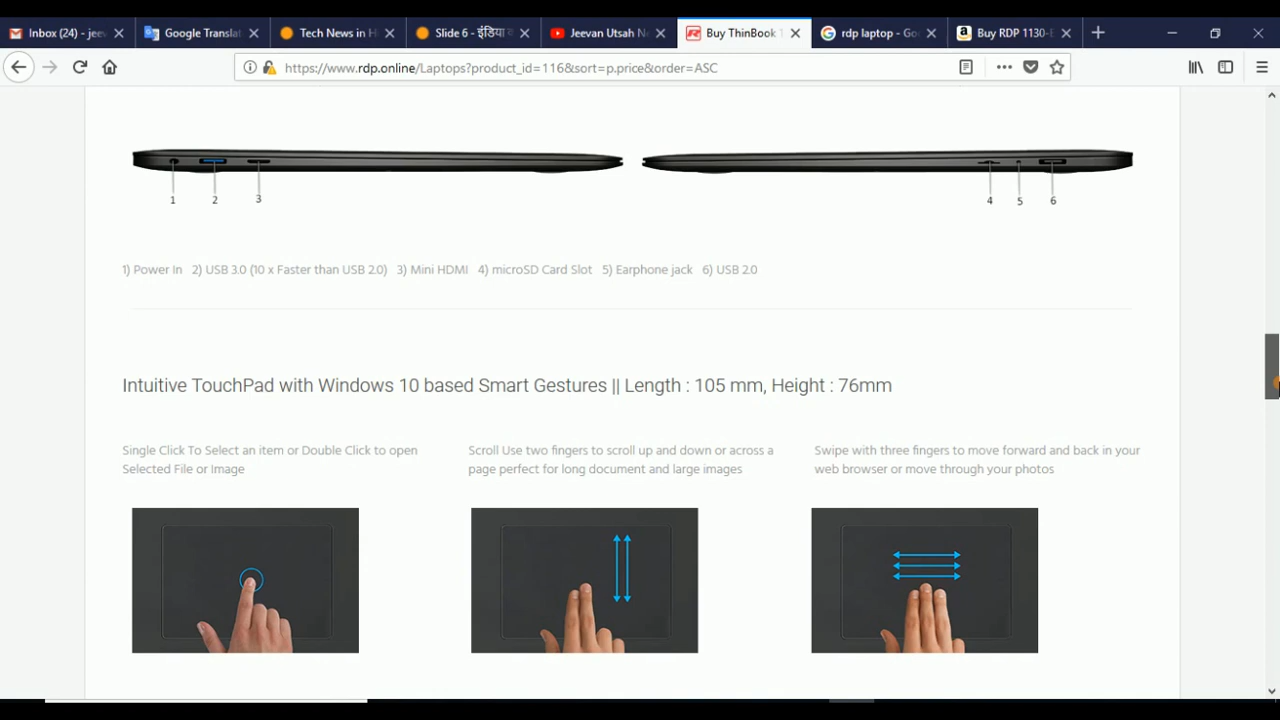 Inbox (24) - jeev
Google Translat
Tech News in H
Slide 6 - इंडिया व
Jeevan Utsah Ne
Buy ThinBook 1
rdp laptop - Go
Buy RDP 1130-E
https://www.rdp.online/Laptops?product_id=116&sort=p.price&order=ASC
1 2 3 4 5 6
1) Power In 2) USB 3.0 (10 x Faster than USB 2.0) 3) Mini HDMI 4) microSD Card Slot 5) Earphone jack 6) USB 2.0
Intuitive TouchPad with Windows 10 based Smart Gestures || Length : 105 mm, Height : 76mm
Single Click To Select an item or Double Click to open
Selected File or Image
Scroll Use two fingers to scroll up and down or across a
page perfect for long document and large images
Swipe with three fingers to move forward and back in your
web browser or move through your photos